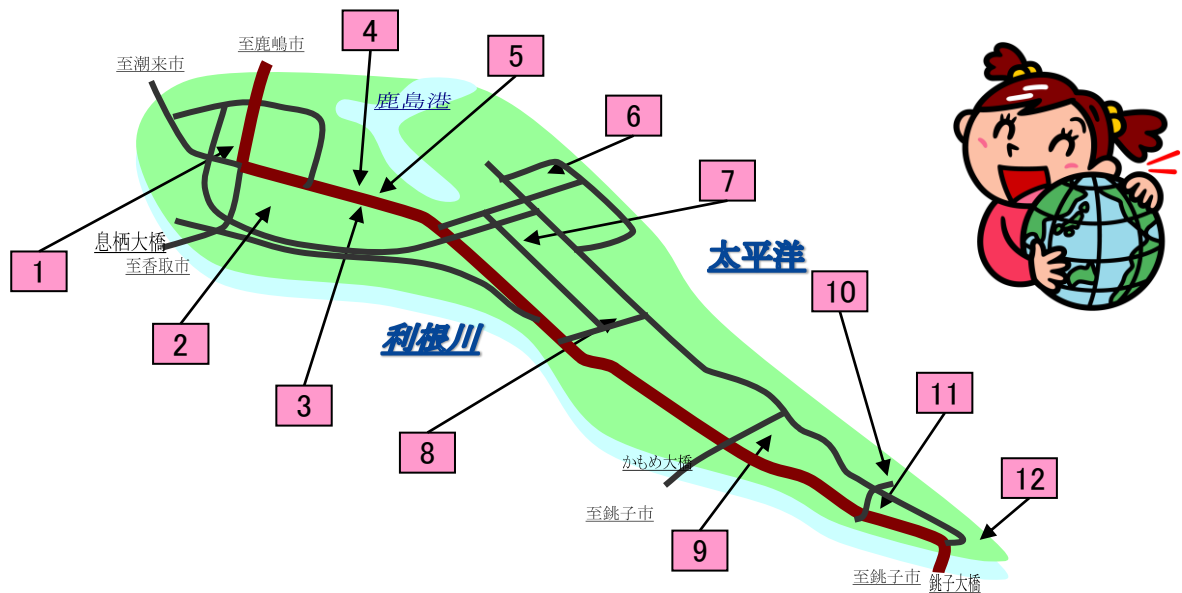 4
至鹿嶋市
5
至潮来市
鹿島港
6
7
息栖大橋
太平洋
至香取市
1
10
2
利根川
11
3
8
かもめ大橋
12
至銚子市
9
至銚子市
銚子大橋